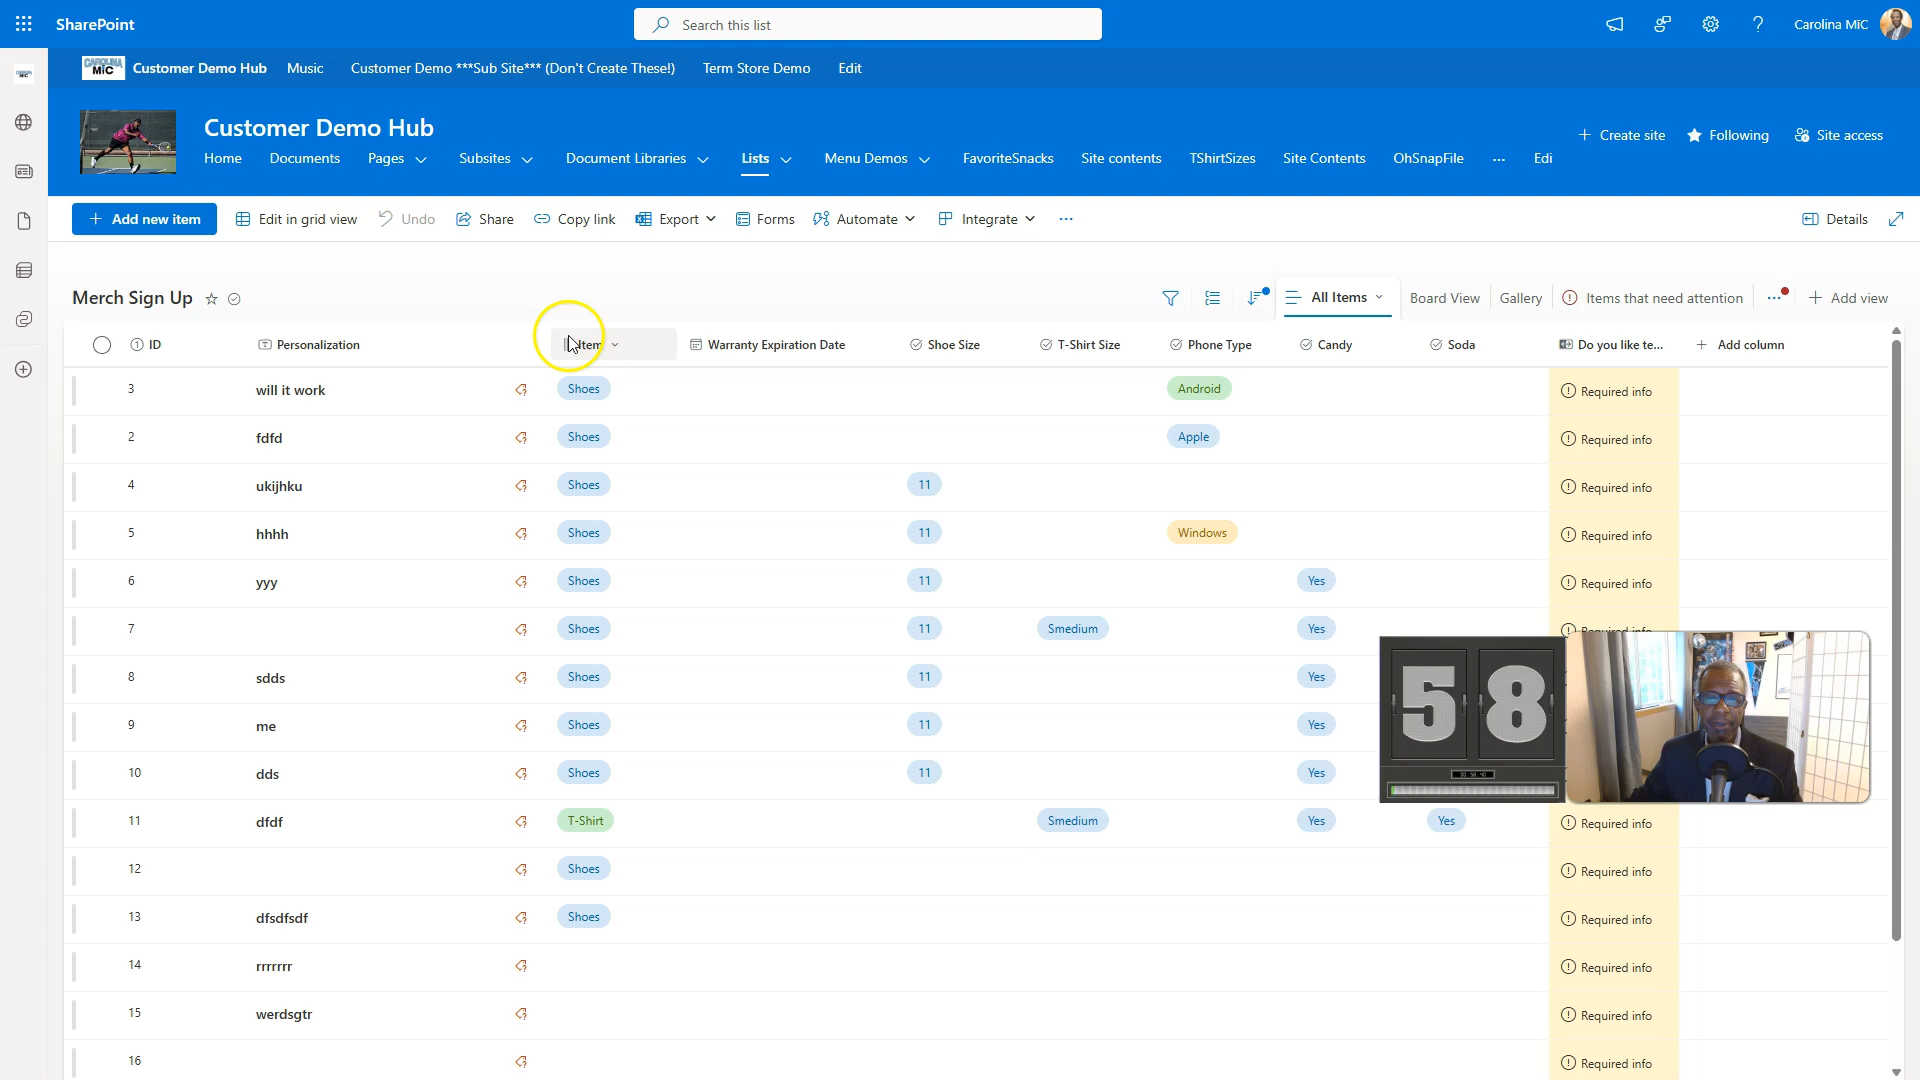 SharePoint
Search this list
Carolina MiC
CAROLINA MiC
Customer Demo Hub
Music
Customer Demo ***Sub Site*** (Don't Create These!)
Term Store Demo
Edit
Customer Demo Hub
Create site
Following
Site access
Home
Documents
Pages
Subsites
Document Libraries
Lists
Menu Demos
FavoriteSnacks
Site contents
TShirtSizes
Site Contents
OhSnapFile
...
Edi
Add new item
Edit in grid view
Undo
Share
Copy link
Export
Forms
Automate
Integrate
...
Details
Merch Sign Up
All Items
Board View
Gallery
Items that need attention
...
Add view
ID
Personalization
Item
Warranty Expiration Date
Shoe Size
T-Shirt Size
Phone Type
Candy
Soda
Do you like te...
Add column
3 will it work Shoes Android Required info
2 fdfd Shoes Apple Required info
4 ukijhku Shoes 11 Required info
5 hhhh Shoes 11 Windows Required info
6 yyy Shoes 11 Yes Required info
7 Shoes 11 Smedium Yes Required info
8 sdds Shoes 11 Yes
9 me Shoes 11 Yes
10 dds Shoes 11 Yes
11 dfdf T-Shirt Smedium Yes Yes Required info
12 Shoes Required info
13 dfsdfsdf Shoes Required info
14 rrrrrrr Required info
15 werdsgtr Required info
16 Required info
58